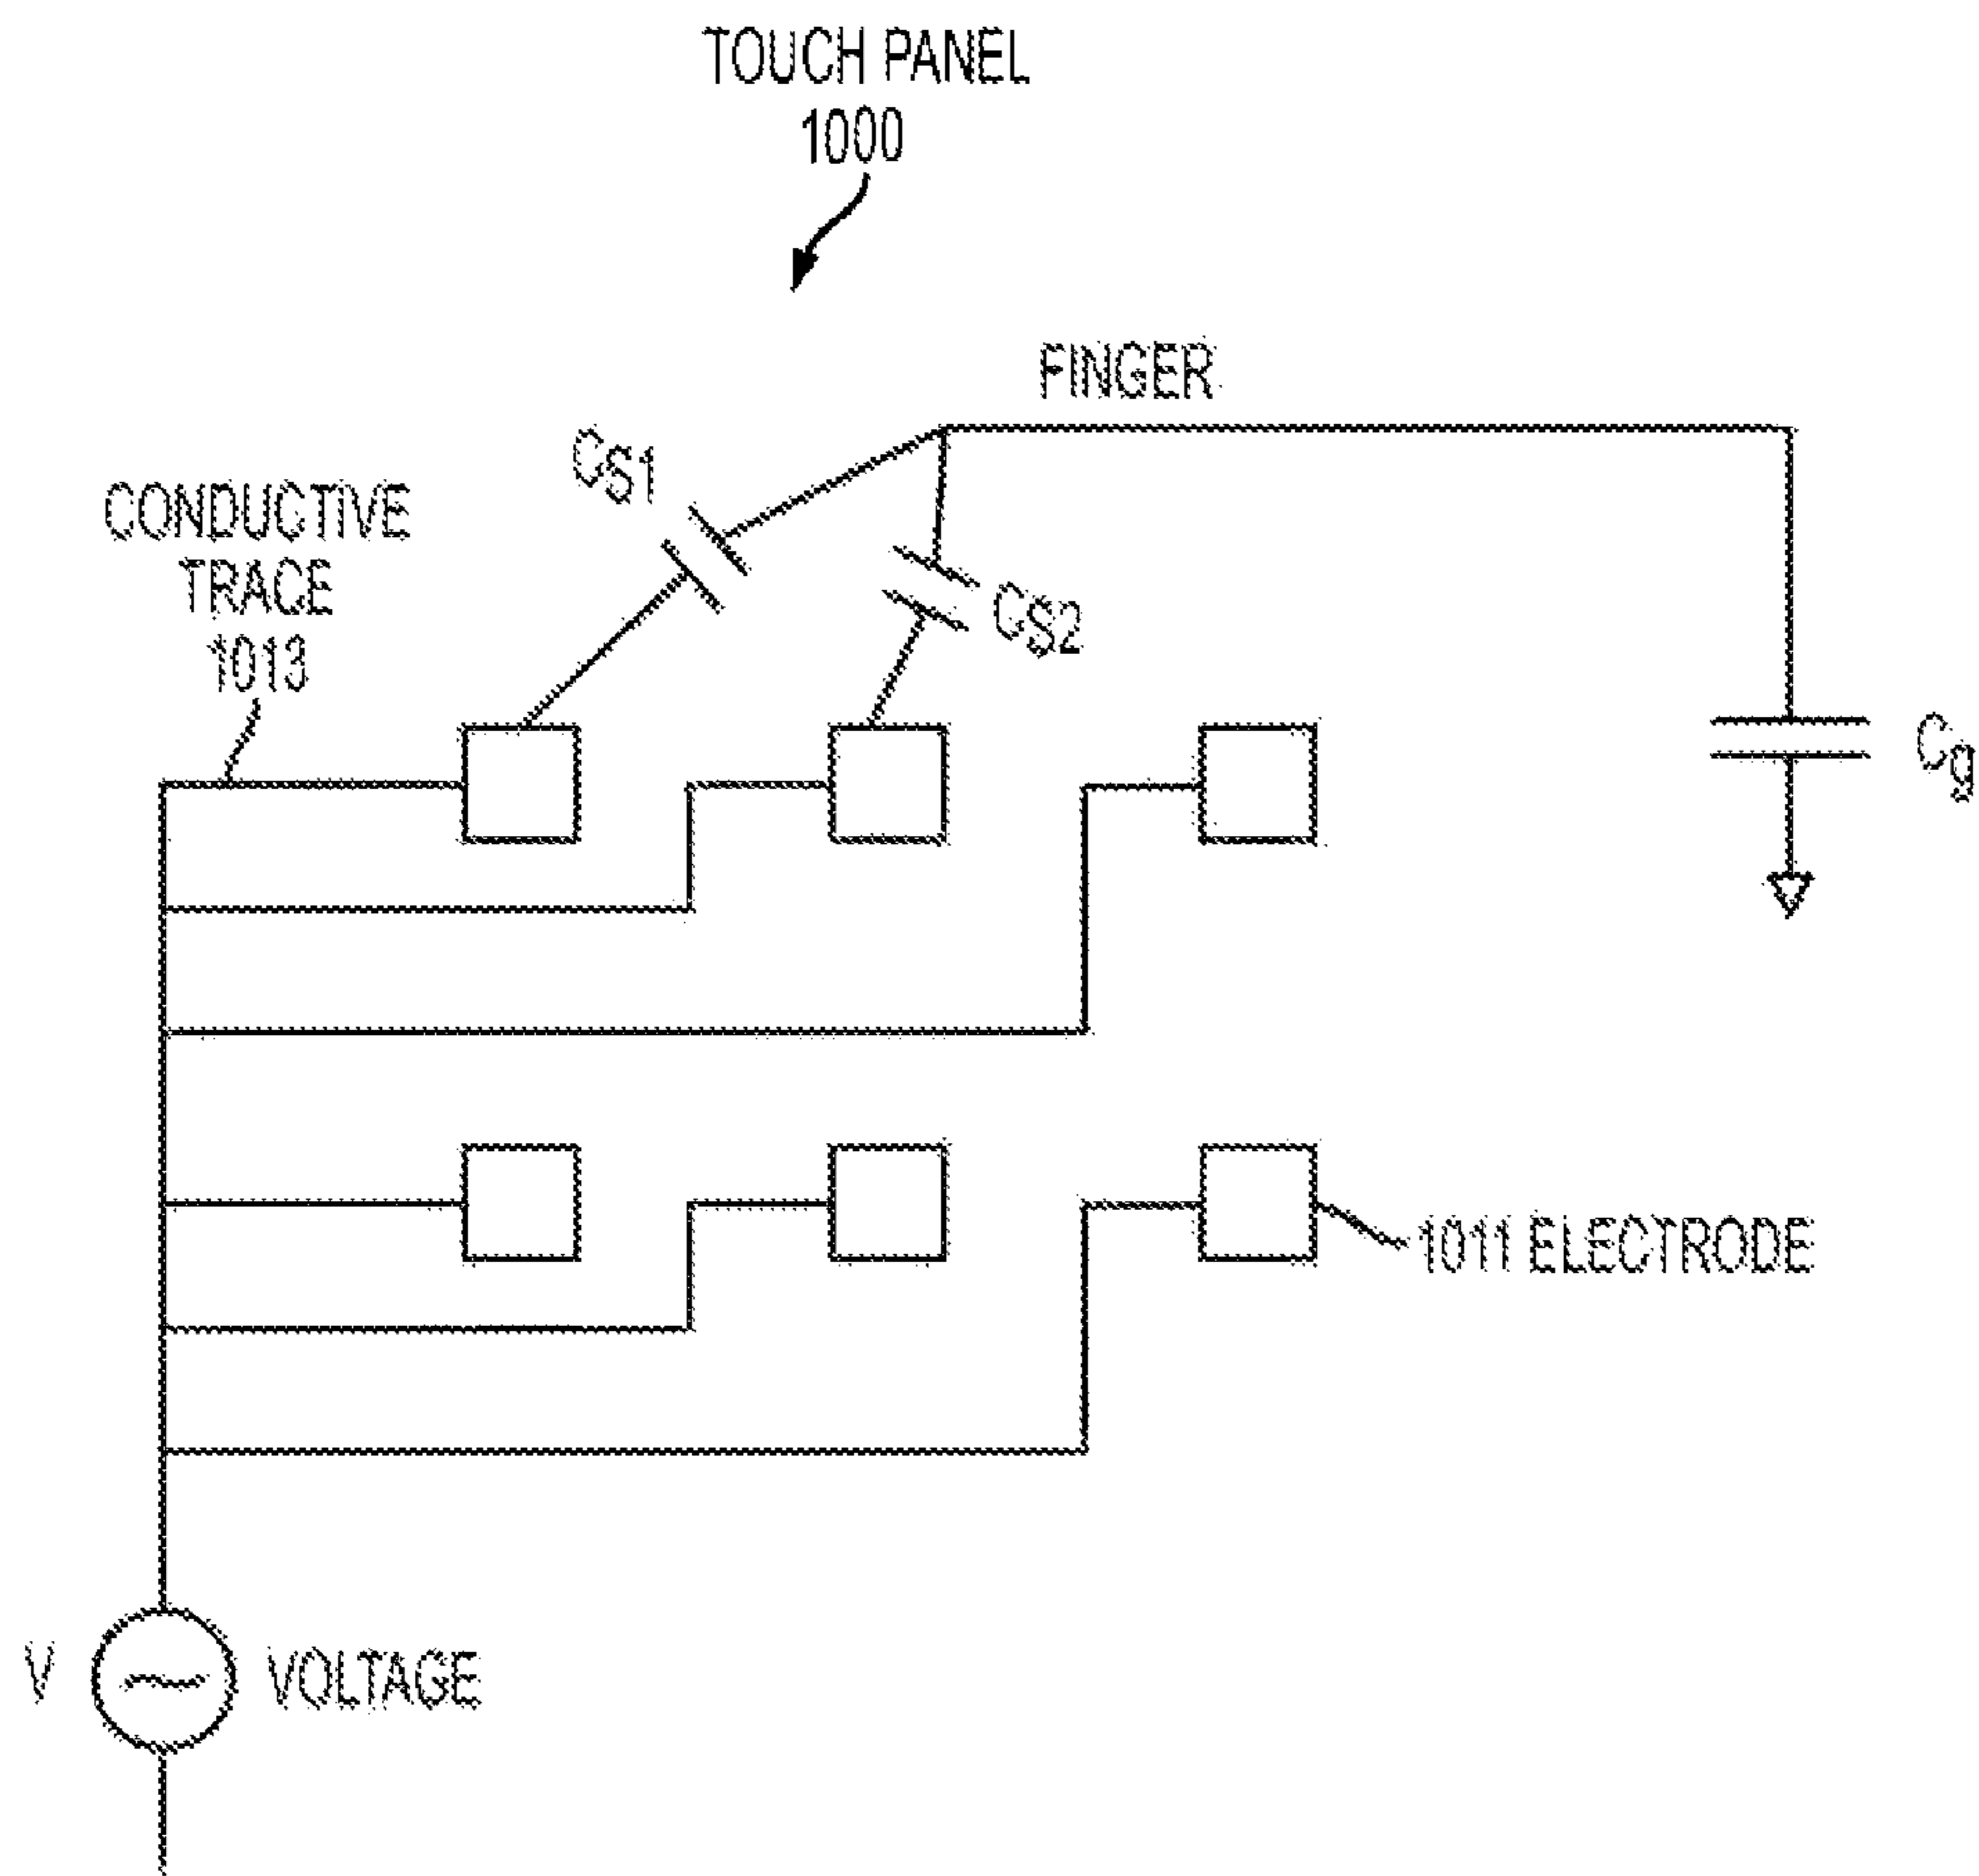 TOUCH PANEL
1000
FINGER
CS1
CONDUCTIVE
TRACE
1013
CS2
Cg
1011 ELECTRODE
V
VOLTAGE